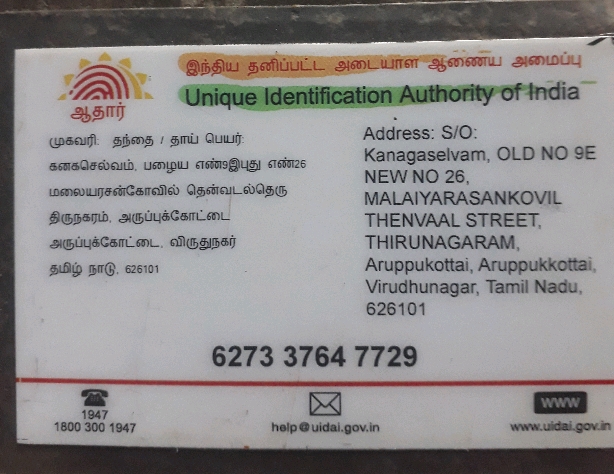 இந்திய தனிப்பட்ட அடையாள ஆணைய அமைப்பு
Unique Identification Authority of India
ஆதார்
முகவரி: தந்தை / தாய் பெயர்:
கனகசெல்வம், பழைய எண்9இபுது எண்26
மலையரசன்கோவில் தென்வடல்தெரு
திருநகரம், அருப்புக்கோட்டை
அருப்புக்கோட்டை, விருதுநகர்
தமிழ் நாடு, 626101
Address: S/O:
Kanagaselvam, OLD NO 9E
NEW NO 26,
MALAIYARASANKOVIL
THENVAAL STREET,
THIRUNAGARAM,
Aruppukottai, Aruppukkottai,
Virudhunagar, Tamil Nadu,
626101
6273 3764 7729
1947
1800 300 1947
help@uidai.gov.in
WWW
www.uidai.gov.in